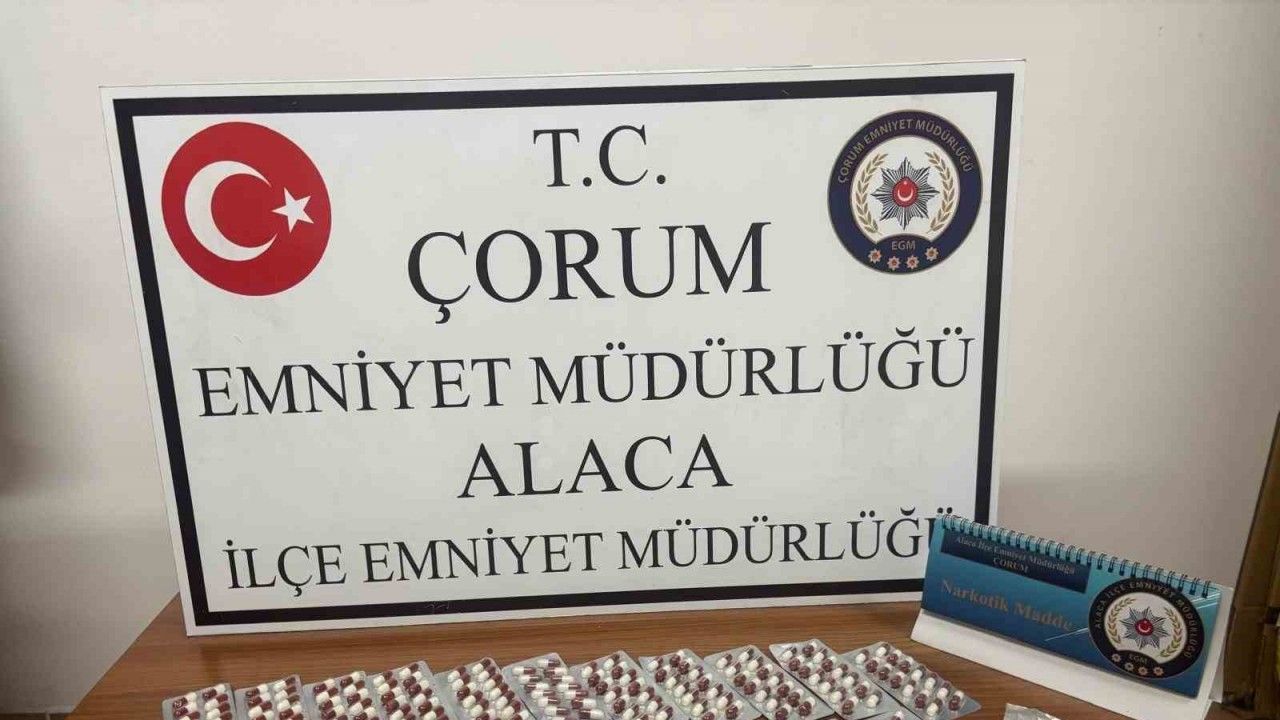 T.C.
ÇORUM
EMNİYET MÜDÜRLÜĞÜ
ALACA
İLÇE EMNİYET MÜDÜRLÜĞÜ
ÇORUM EMNİYET MÜDÜRLÜĞÜ
EGM
Alaca İlçe Emniyet Müdürlüğü
ÇORUM
Narkotik Madde
ALACA İLÇE EMNİYET MÜDÜRLÜĞÜ
EGM